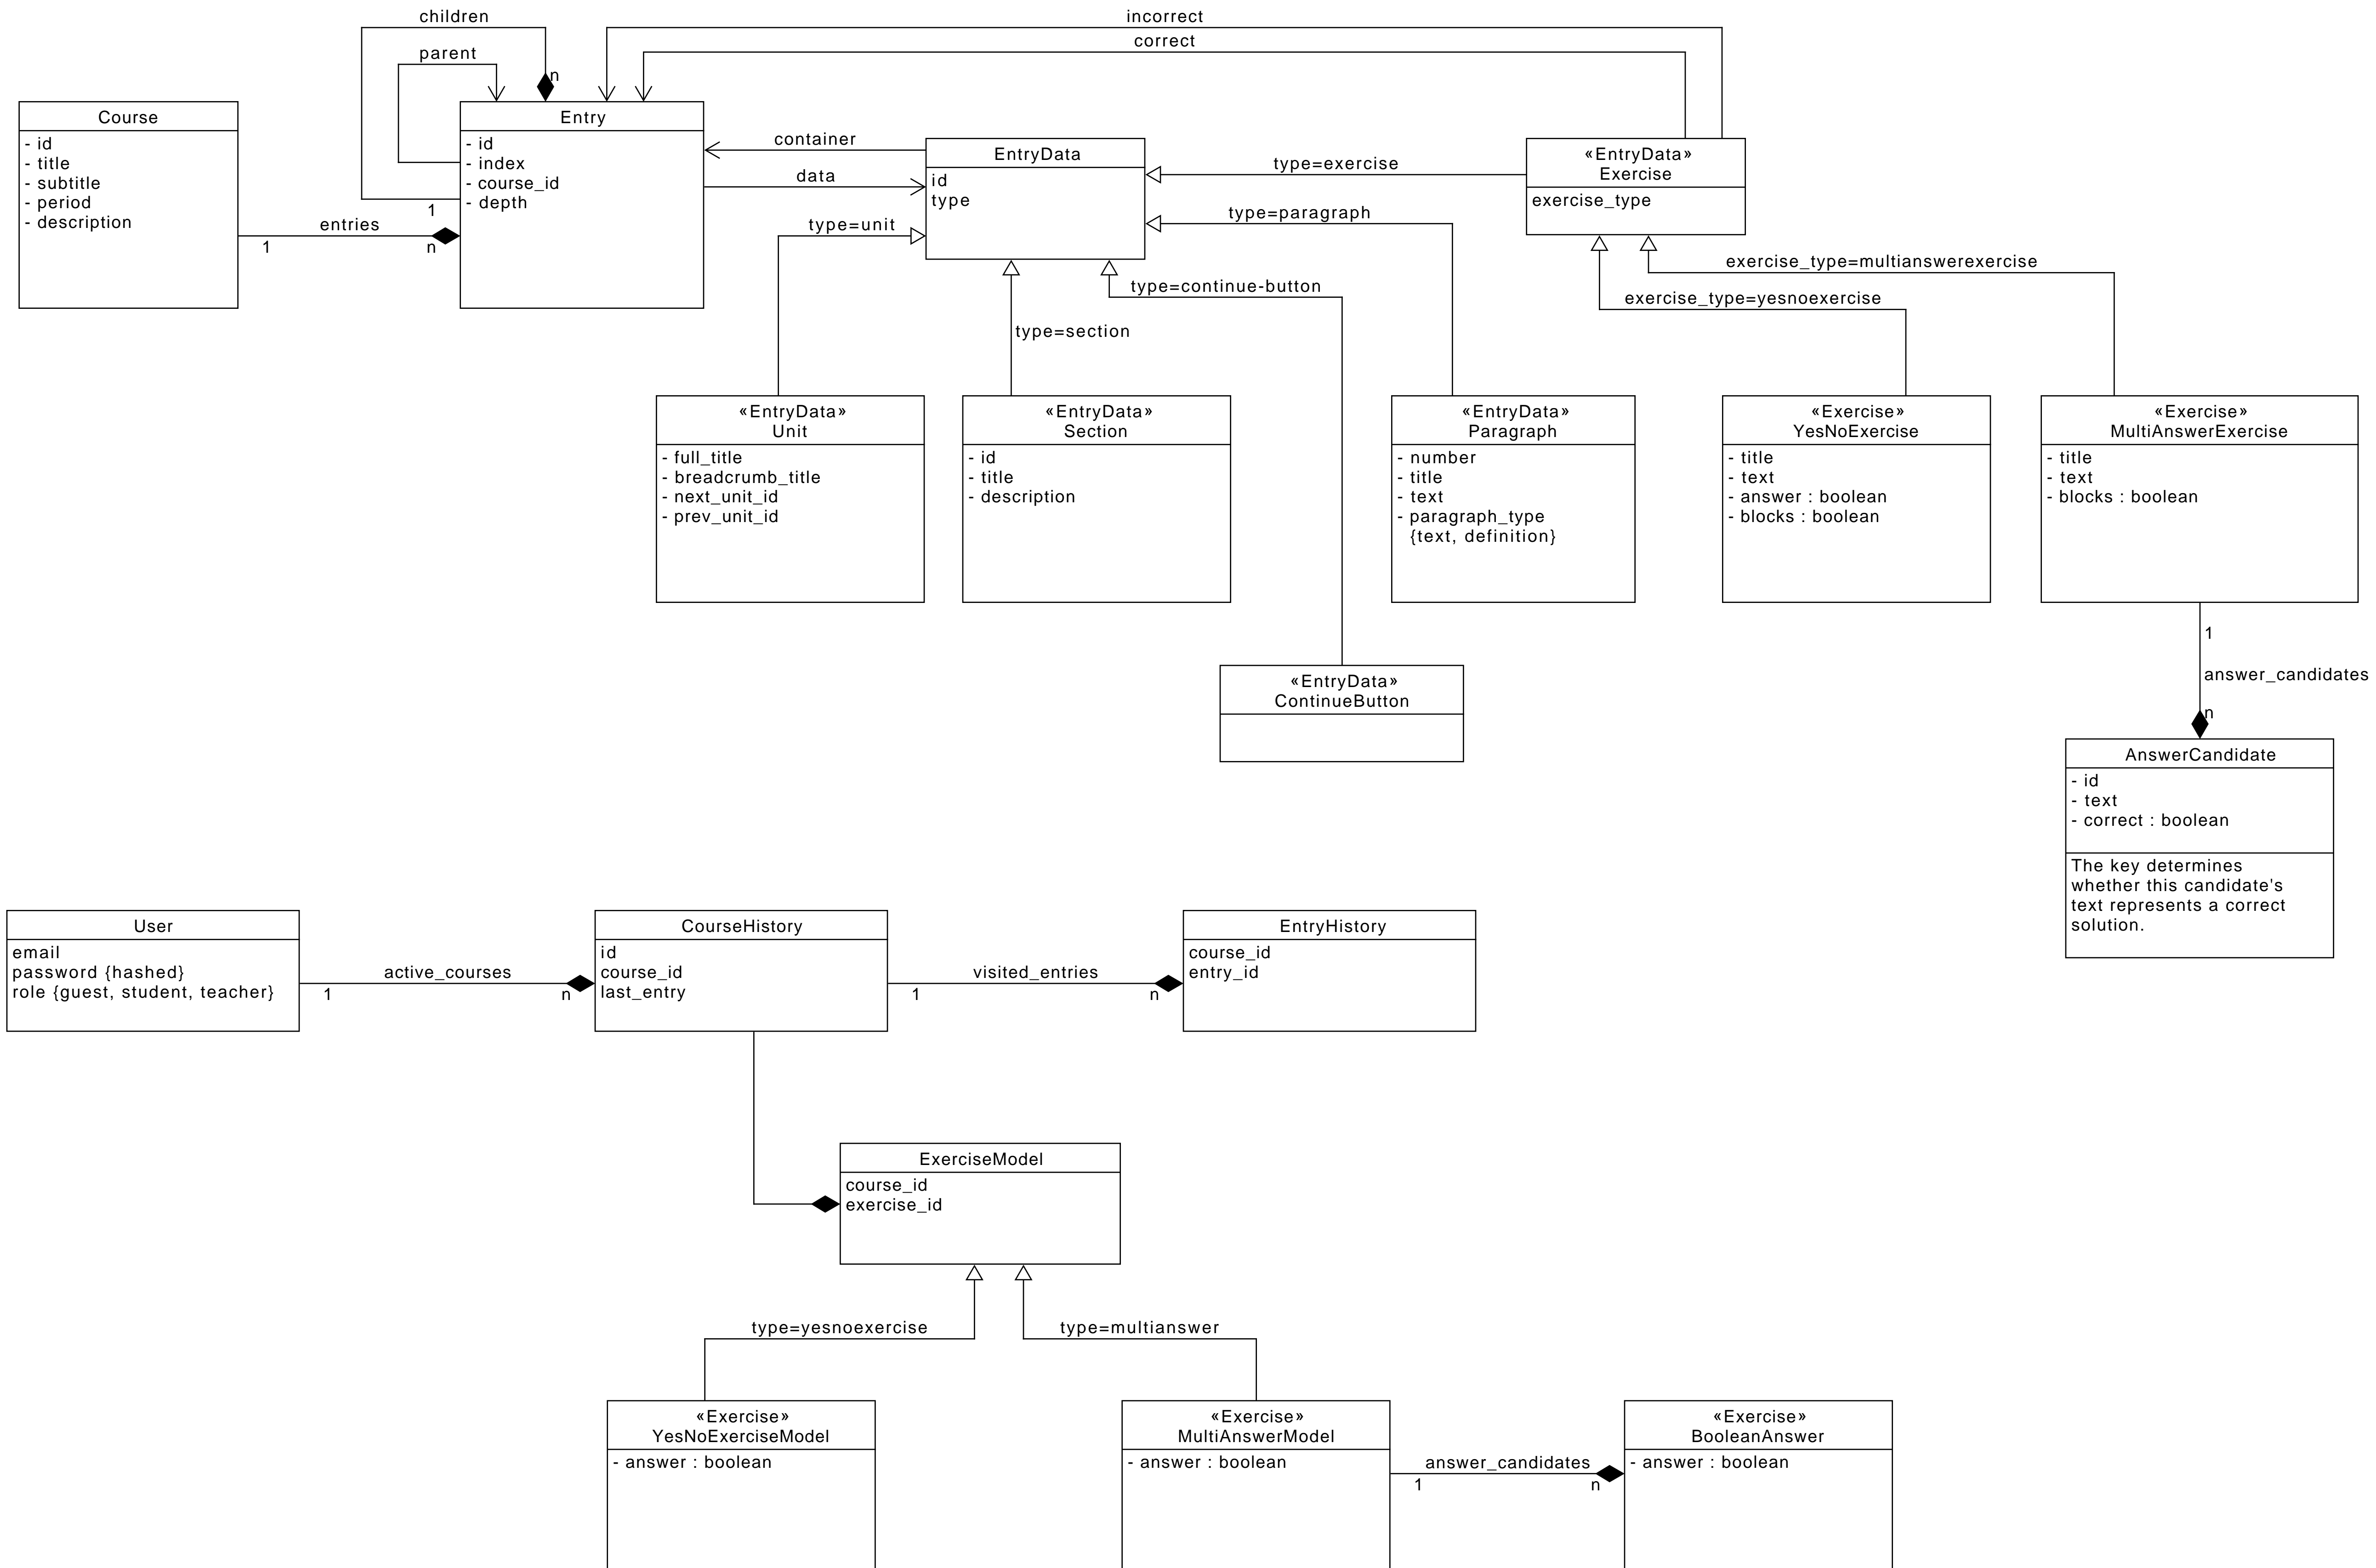 children
incorrect
correct
parent
n
Course
- id
- title
- subtitle
- period
- description
entries
1
n
Entry
- id
- index
- course_id
- depth
1
container
data
EntryData
id
type
type=exercise
type=paragraph
type=unit
type=continue-button
type=section
«EntryData»
Exercise
exercise_type
exercise_type=multianswerexercise
exercise_type=yesnoexercise
«EntryData»
Unit
- full_title
- breadcrumb_title
- next_unit_id
- prev_unit_id
«EntryData»
Section
- id
- title
- description
«EntryData»
Paragraph
- number
- title
- text
- paragraph_type
{text, definition}
«Exercise»
YesNoExercise
- title
- text
- answer : boolean
- blocks : boolean
«Exercise»
MultiAnswerExercise
- title
- text
- blocks : boolean
1
answer_candidates
n
«EntryData»
ContinueButton
AnswerCandidate
- id
- text
- correct : boolean
The key determines
whether this candidate's
text represents a correct
solution.
User
email
password {hashed}
role {guest, student, teacher}
active_courses
1
n
CourseHistory
id
course_id
last_entry
visited_entries
1
n
EntryHistory
course_id
entry_id
ExerciseModel
course_id
exercise_id
type=yesnoexercise
type=multianswer
«Exercise»
YesNoExerciseModel
- answer : boolean
«Exercise»
MultiAnswerModel
- answer : boolean
answer_candidates
1
n
«Exercise»
BooleanAnswer
- answer : boolean